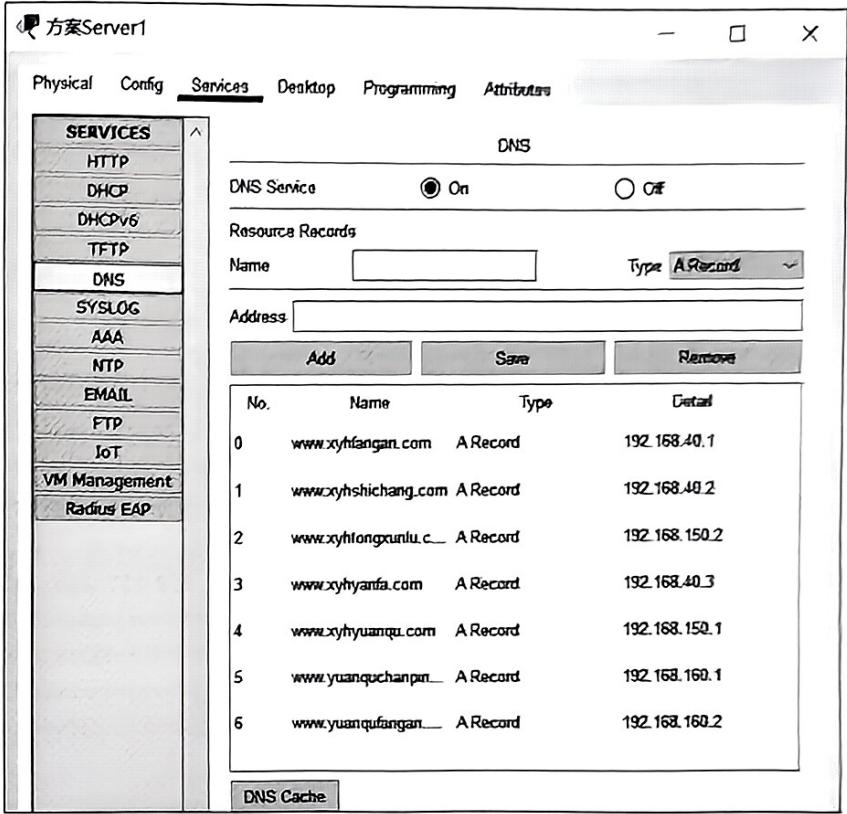 方案Server1
Physical Config Services Desktop Programming Attributes
SERVICES
HTTP
DHCP
DHCPv6
TFTP
DNS
SYSLOG
AAA
NTP
EMAIL
FTP
IoT
VM Management
Radius EAP
DNS
DNS Service On Off
Resource Records
Name Type A Record
Address
Add Save Remove
No. Name Type Detail
0 www.xyhfangan.com A Record 192.168.40.1
1 www.xyhshichang.com A Record 192.168.40.2
2 www.xyhtongxunlu.c... A Record 192.168.150.2
3 www.xyhyanfa.com A Record 192.168.40.3
4 www.xyhyuanqu.com A Record 192.168.150.1
5 www.yuanquchanpin... A Record 192.168.160.1
6 www.yuanqufangan... A Record 192.168.160.2
DNS Cache